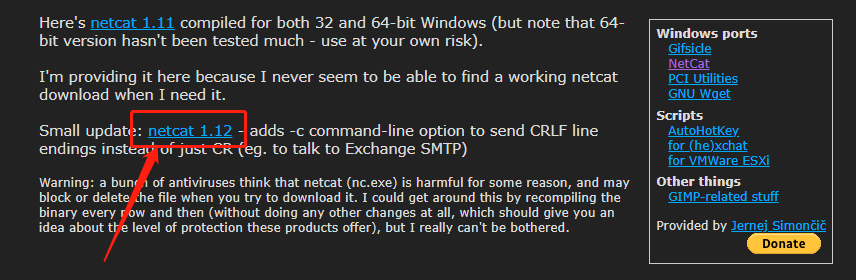 Here's netcat 1.11 compiled for both 32 and 64-bit Windows (but note that 64-
bit version hasn't been tested much - use at your own risk).
I'm providing it here because I never seem to be able to find a working netcat
download when I need it.
Small update: netcat 1.12 - adds -c command-line option to send CRLF line
endings instead of just CR (eg. to talk to Exchange SMTP)
Warning: a bunch of antiviruses think that netcat (nc.exe) is harmful for some reason, and may
block or delete the file when you try to download it. I could get around this by recompiling the
binary every now and then (without doing any other changes at all, which should give you an
idea about the level of protection these products offer), but I really can't be bothered.
Windows ports
Gifsicle
NetCat
PCI Utilities
GNU Wget
Scripts
AutoHotKey
for (he)xchat
for VMWare ESXi
Other things
GIMP-related stuff
Provided by Jernej Simončič
Donate